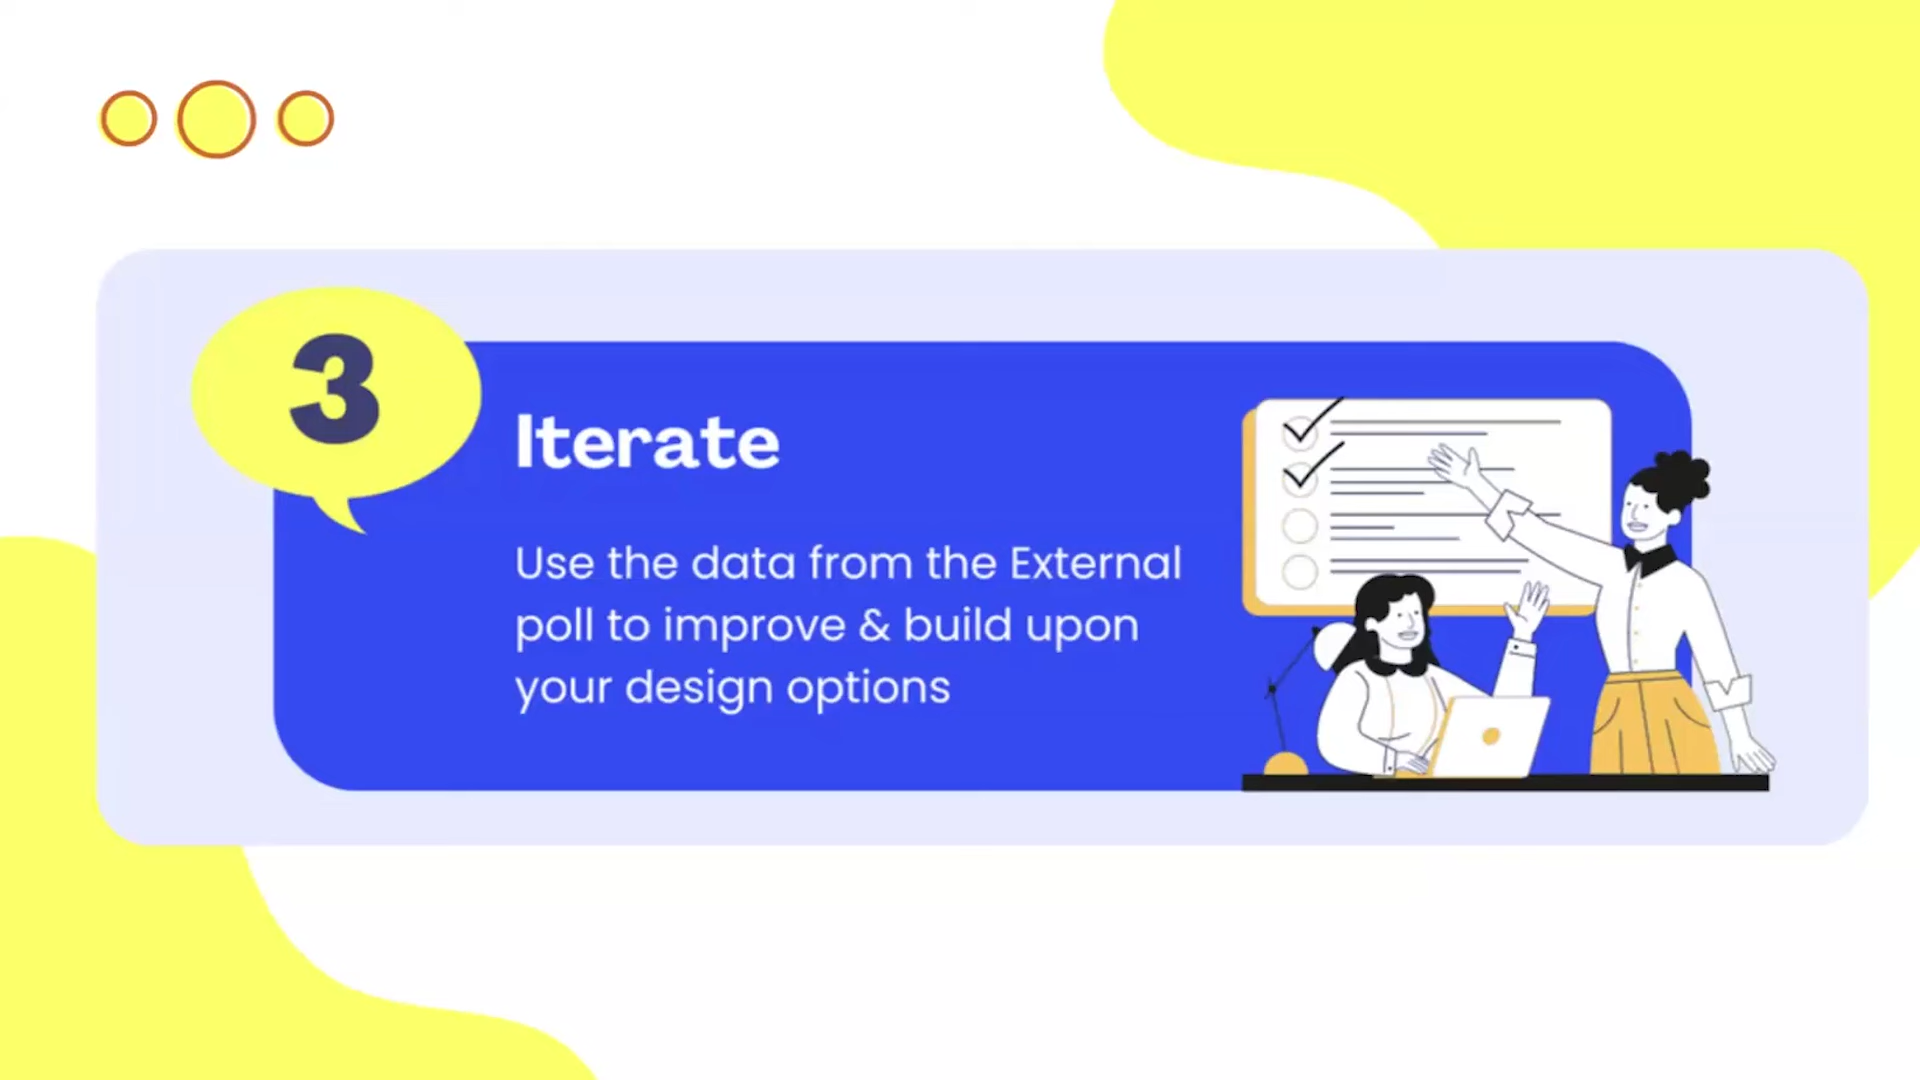 3
Iterate
Use the data from the External
poll to improve & build upon
your design options